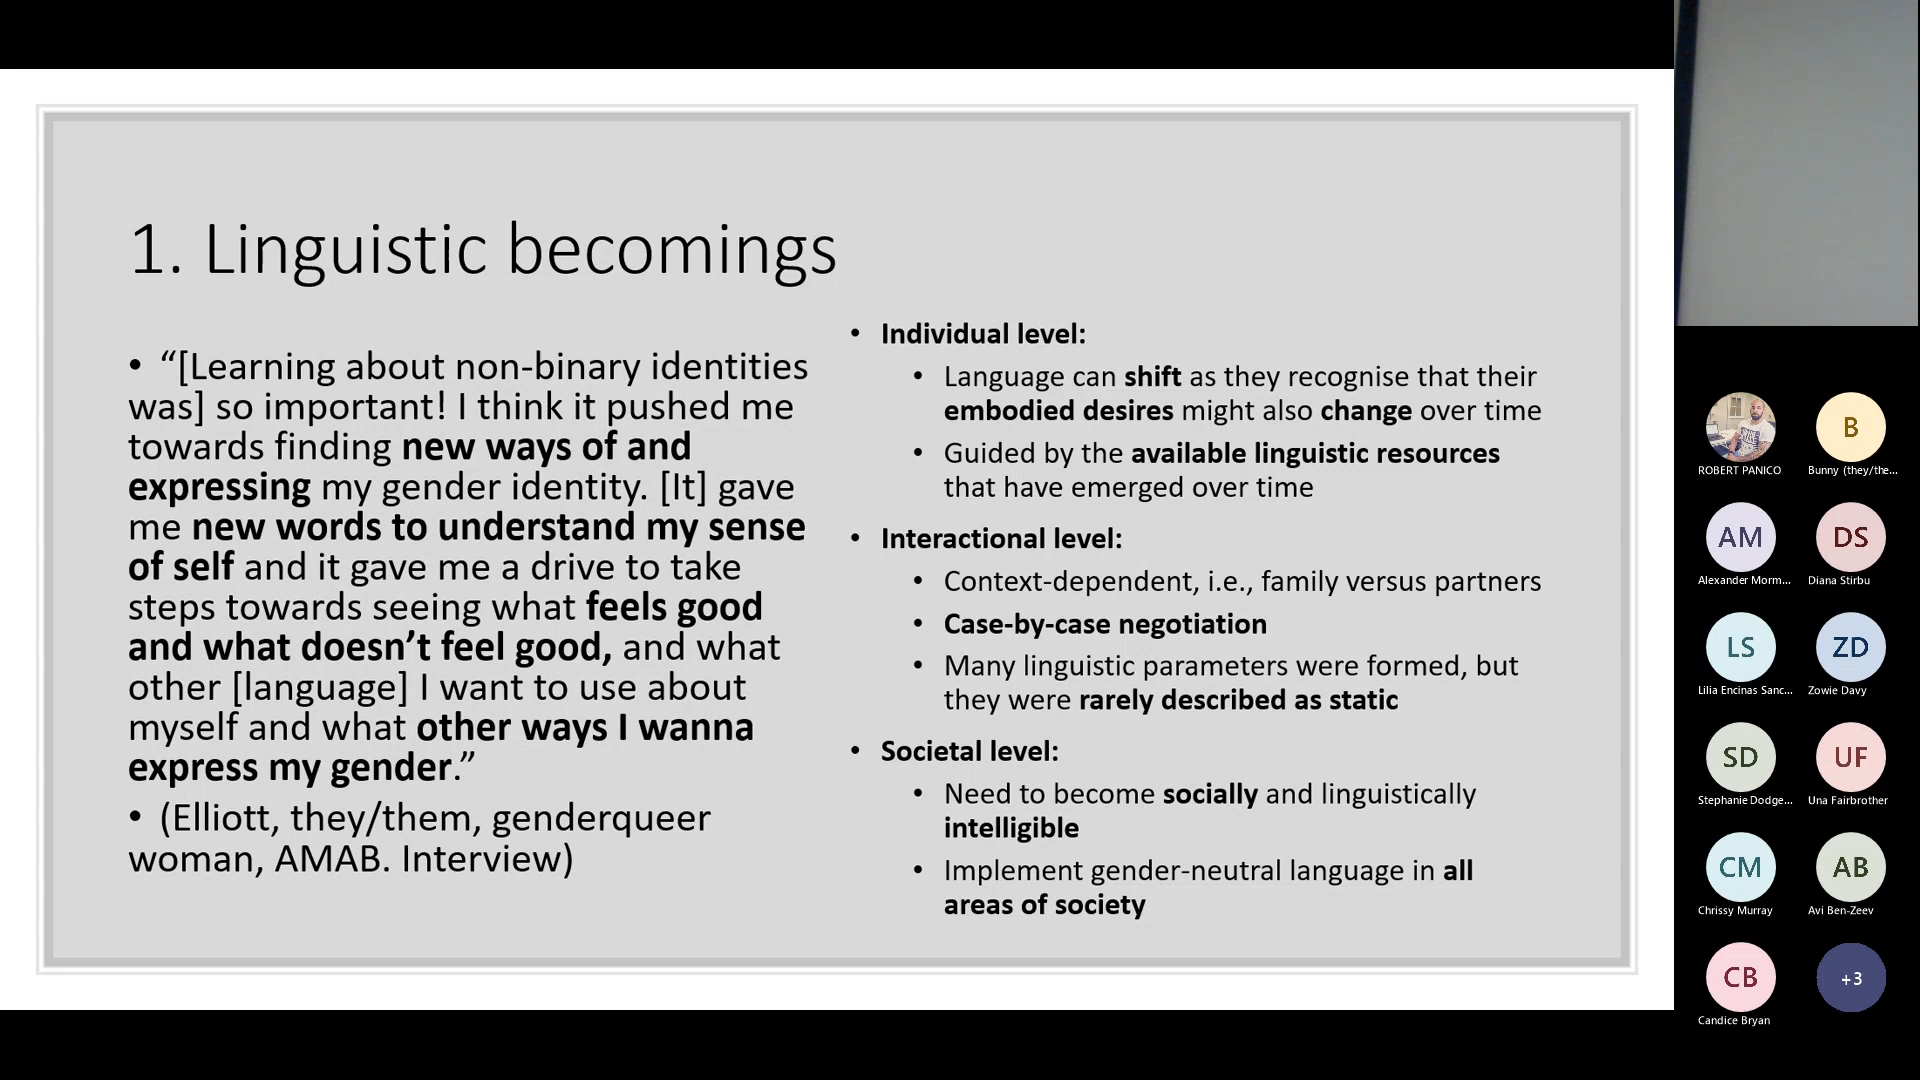 1. Linguistic becomings
• “[Learning about non-binary identities
was] so important! I think it pushed me
towards finding new ways of and
expressing my gender identity. [It] gave
me new words to understand my sense
of self and it gave me a drive to take
steps towards seeing what feels good
and what doesn’t feel good, and what
other [language] I want to use about
myself and what other ways I wanna
express my gender.”
• (Elliott, they/them, genderqueer
woman, AMAB. Interview)
• Individual level:
• Language can shift as they recognise that their
embodied desires might also change over time
• Guided by the available linguistic resources
that have emerged over time
• Interactional level:
• Context-dependent, i.e., family versus partners
• Case-by-case negotiation
• Many linguistic parameters were formed, but
they were rarely described as static
• Societal level:
• Need to become socially and linguistically
intelligible
• Implement gender-neutral language in all
areas of society
ROBERT PANICO
B
Bunny (they/the...
AM
Alexander Morm...
DS
Diana Stirbu
LS
Lilia Encinas Sanc...
ZD
Zowie Davy
SD
Stephanie Dodge...
UF
Una Fairbrother
CM
Chrissy Murray
AB
Avi Ben-Zeev
CB
Candice Bryan
+3